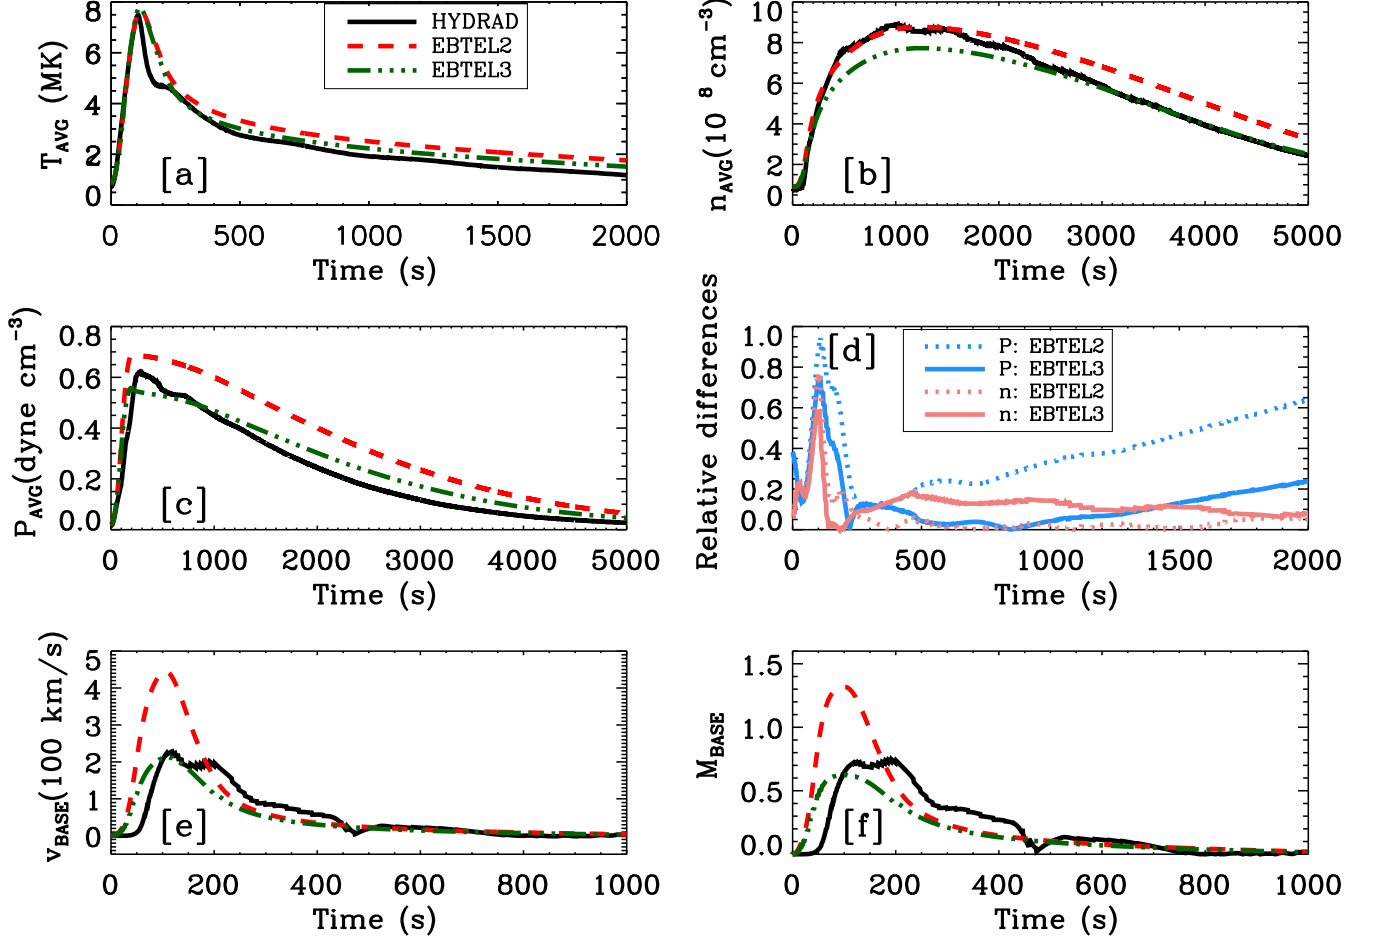 T_AVG (MK)
8
6
4
2
0
HYDRAD
EBTEL2
EBTEL3
[a]
0 500 1000 1500 2000
Time (s)
n_AVG(10 ^8 cm^-3)
10
8
6
4
2
0
[b]
0 1000 2000 3000 4000 5000
Time (s)
P_AVG(dyne cm^-3)
0.8
0.6
0.4
0.2
0.0
[c]
0 1000 2000 3000 4000 5000
Time (s)
Relative differences
1.0
0.8
0.6
0.4
0.2
0.0
[d]
P: EBTEL2
P: EBTEL3
n: EBTEL2
n: EBTEL3
0 500 1000 1500 2000
Time (s)
v_BASE(100 km/s)
5
4
3
2
1
0
[e]
0 200 400 600 800 1000
Time (s)
M_BASE
1.5
1.0
0.5
0.0
[f]
0 200 400 600 800 1000
Time (s)